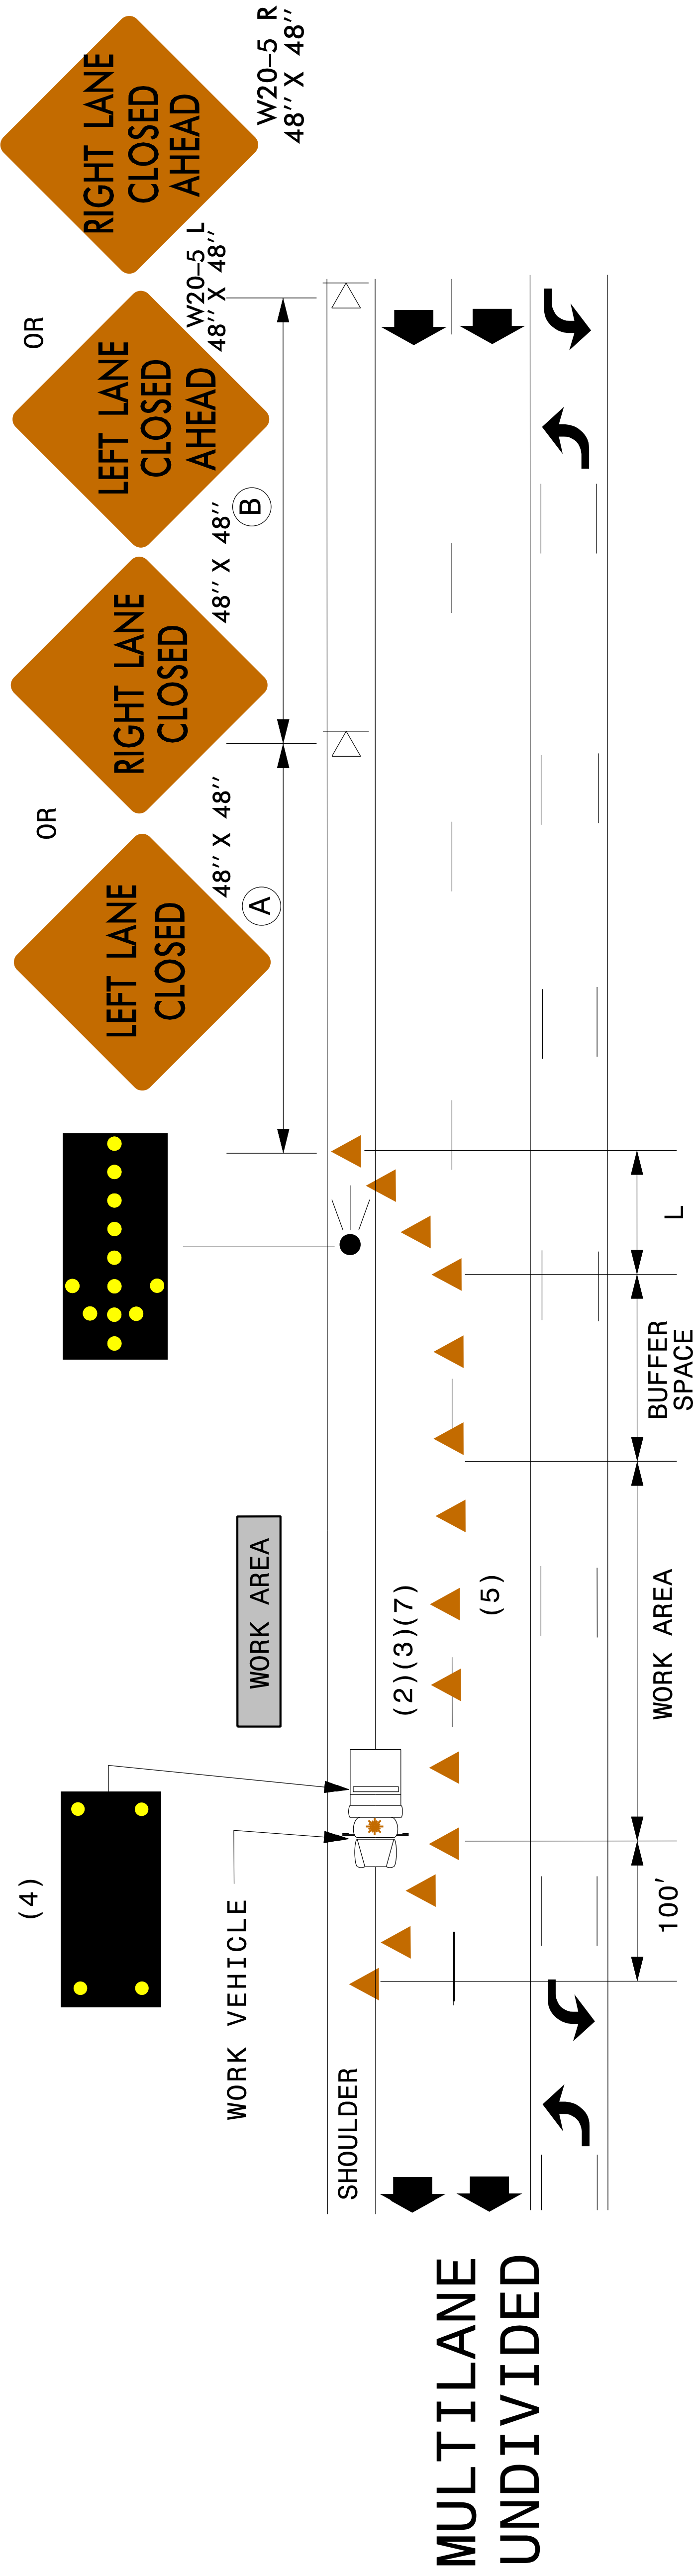 MULTILANE
UNDIVIDED
(4)
WORK VEHICLE
SHOULDER
100′
WORK AREA
(2)(3)(7)
(5)
WORK AREA
BUFFER
SPACE
L
LEFT LANE
CLOSED
48″ X 48″
A
OR
RIGHT LANE
CLOSED
48″ X 48″
B
LEFT LANE
CLOSED
AHEAD
W20–5 L
48″ X 48″
OR
RIGHT LANE
CLOSED
AHEAD
W20–5 R
48″ X 48″